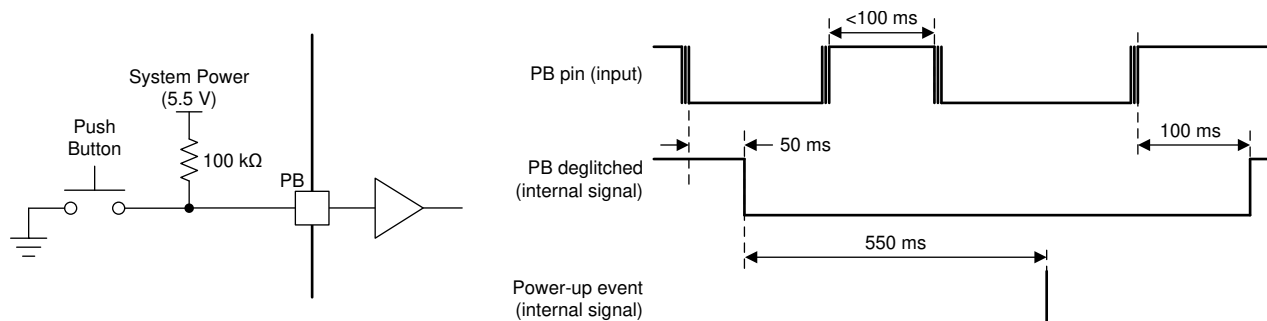 System Power
(5.5 V)
Push
Button
100 kΩ
PB
<100 ms
PB pin (input)
50 ms
100 ms
PB deglitched
(internal signal)
550 ms
Power-up event
(internal signal)